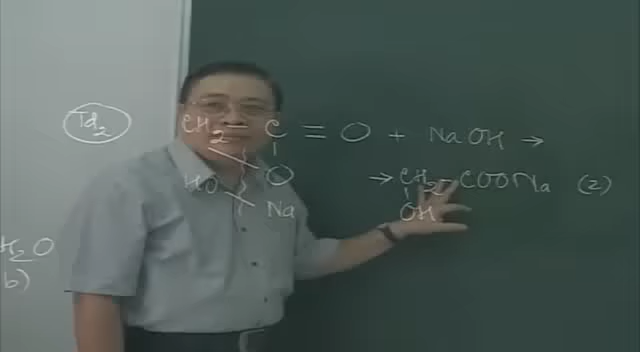 Td2
CH2 – C = O + NaOH →
HO O → CH2 – COONa (2)
Na OH
H2O
b)